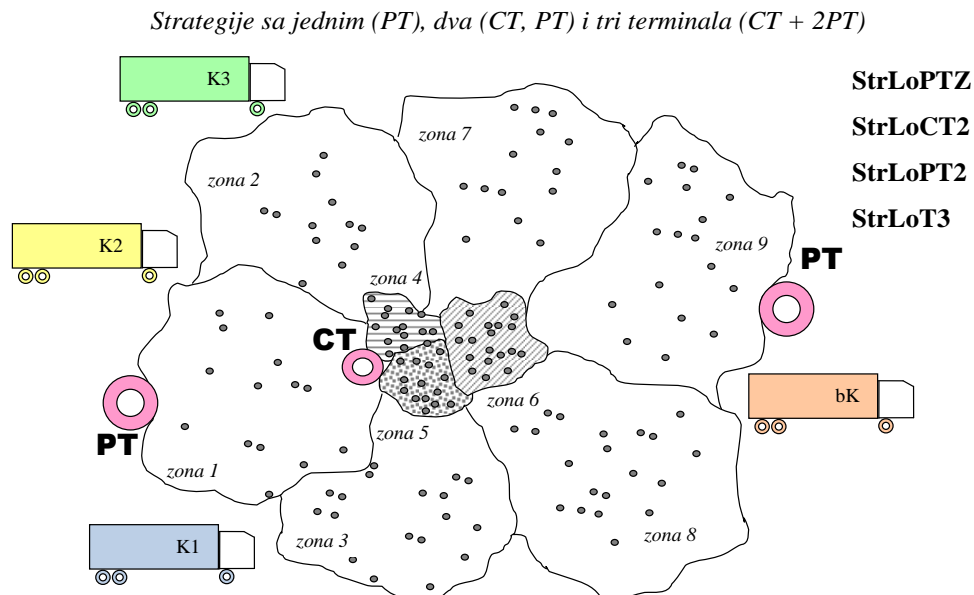 Strategije sa jednim (PT), dva (CT, PT) i tri terminala (CT + 2PT)
K3
StrLoPTZ
StrLoCT2
StrLoPT2
StrLoT3
zona 7
zona 2
K2
zona 9
PT
zona 4
CT
bK
zona 6
PT
zona 5
zona 1
zona 8
K1
zona 3